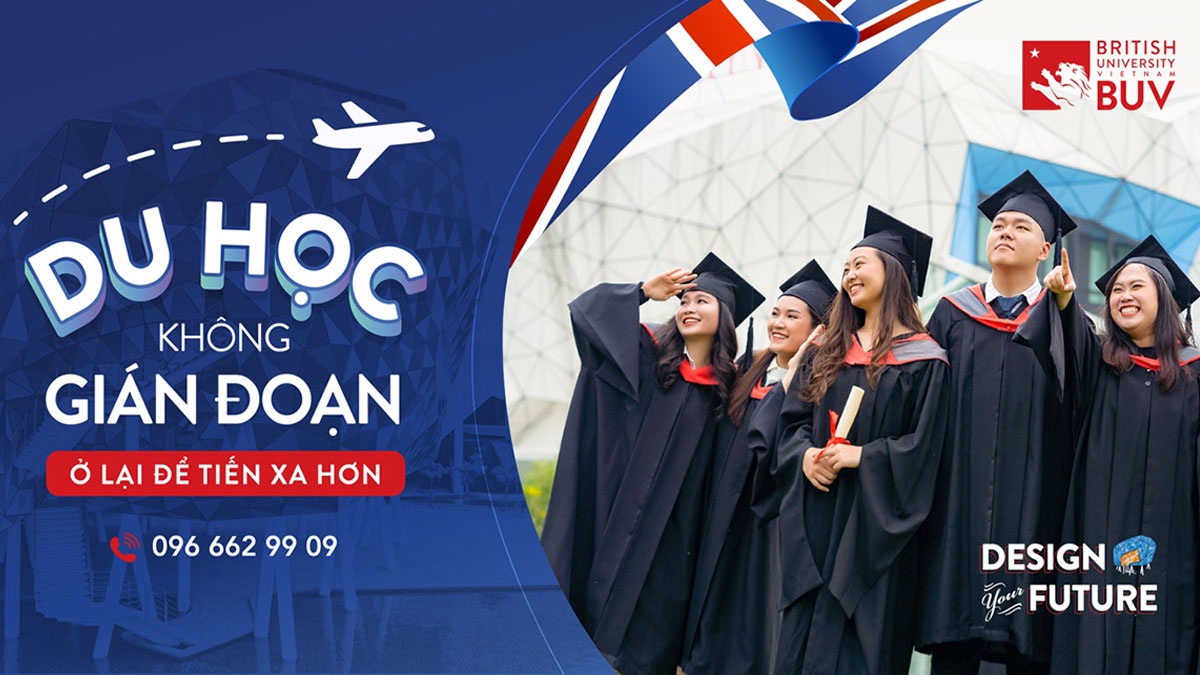 DU HỌC
KHÔNG
GIÁN ĐOẠN
Ở LẠI ĐỂ TIẾN XA HƠN
096 662 99 09
BRITISH
UNIVERSITY
VIETNAM
BUV
DESIGN
Your FUTURE